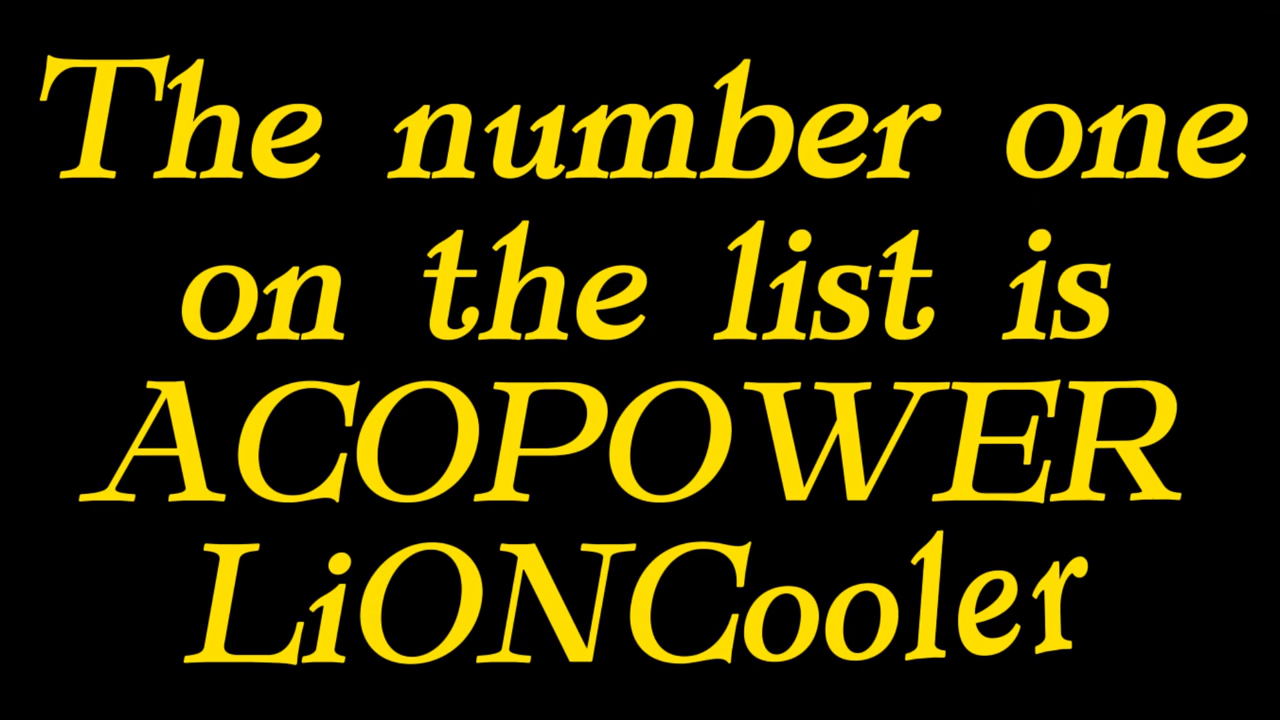 The number one
on the list is
ACOPOWER
LiONCooler